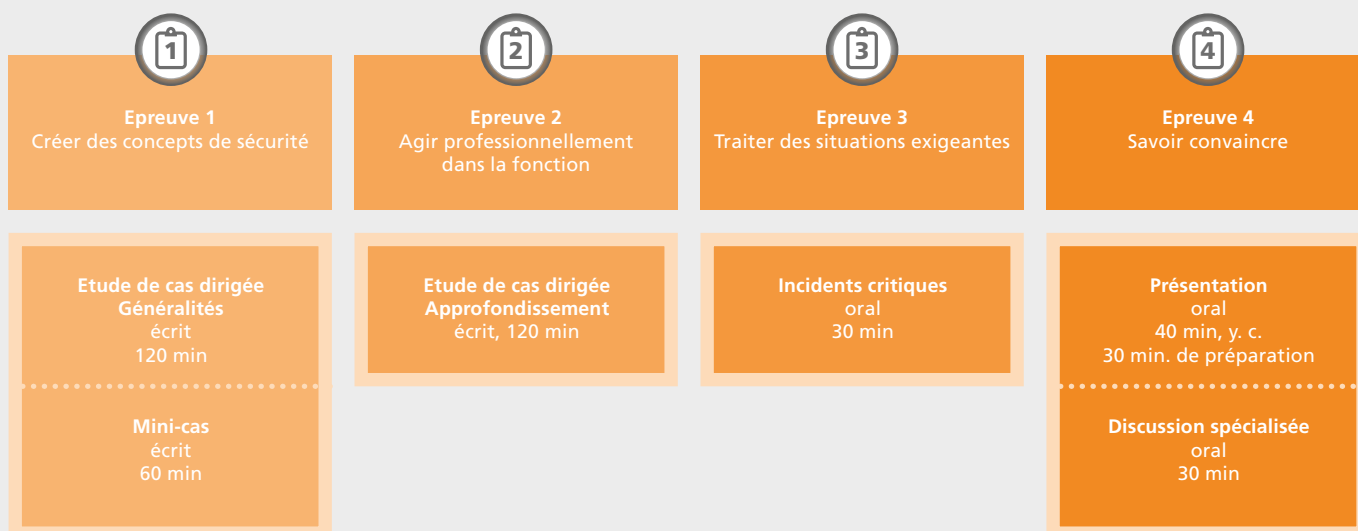 1
Epreuve 1
Créer des concepts de sécurité
Etude de cas dirigée
Généralités
écrit
120 min
Mini-cas
écrit
60 min
2
Epreuve 2
Agir professionnellement
dans la fonction
Etude de cas dirigée
Approfondissement
écrit, 120 min
3
Epreuve 3
Traiter des situations exigeantes
Incidents critiques
oral
30 min
4
Epreuve 4
Savoir convaincre
Présentation
oral
40 min, y. c.
30 min. de préparation
Discussion spécialisée
oral
30 min